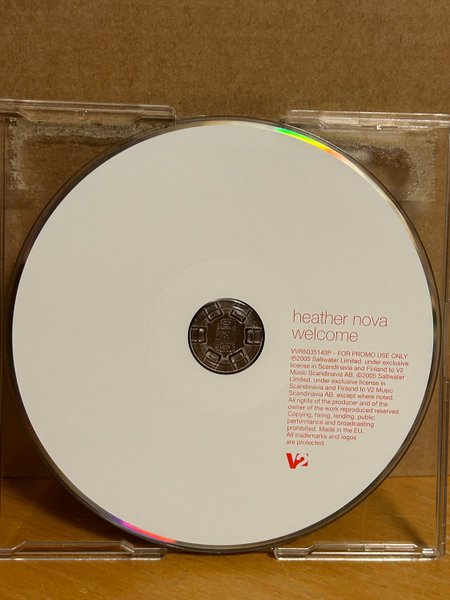 heather nova
welcome
VVR5035143P - FOR PROMO USE ONLY
℗2005 Saltwater Limited. under exclusive
license in Scandinavia and Finland to V2
Music Scandinavia AB. ©2005 Saltwater
Limited. under exclusive license in
Scandinavia and Finland to V2 Music
Scandinavia AB. except where noted.
All rights of the producer and of the
owner of the work reproduced reserved.
Copying, hiring, lending, public
performance and broadcasting
prohibited. Made in the EU.
All trademarks and logos
are protected.
V2